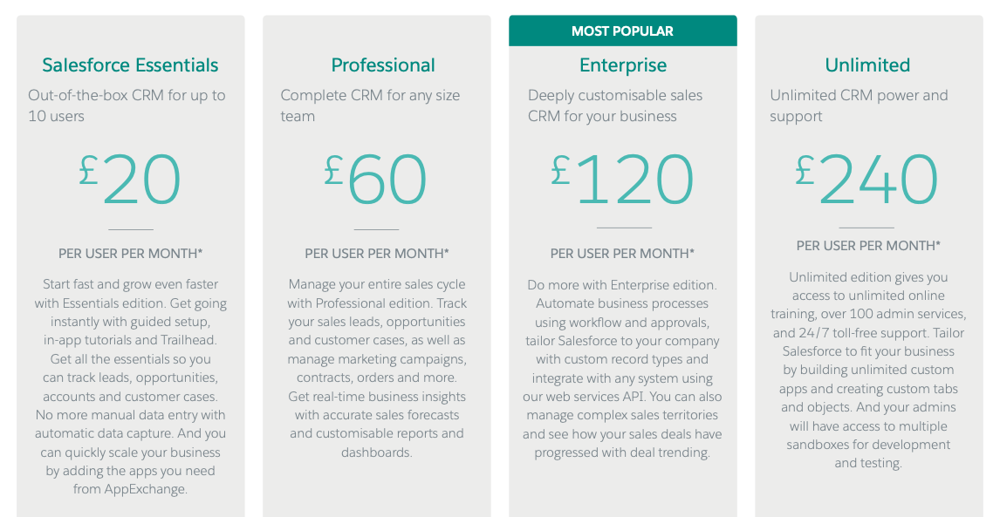 Salesforce Essentials
Out-of-the-box CRM for up to
10 users
£20
PER USER PER MONTH*
Start fast and grow even faster
with Essentials edition. Get going
instantly with guided setup,
in-app tutorials and Trailhead.
Get all the essentials so you
can track leads, opportunities,
accounts and customer cases.
No more manual data entry with
automatic data capture. And you
can quickly scale your business
by adding the apps you need
from AppExchange.
Professional
Complete CRM for any size
team
£60
PER USER PER MONTH*
Manage your entire sales cycle
with Professional edition. Track
your sales leads, opportunities
and customer cases, as well as
manage marketing campaigns,
contracts, orders and more.
Get real-time business insights
with accurate sales forecasts
and customisable reports and
dashboards.
MOST POPULAR
Enterprise
Deeply customisable sales
CRM for your business
£120
PER USER PER MONTH*
Do more with Enterprise edition.
Automate business processes
using workflow and approvals,
tailor Salesforce to your company
with custom record types and
integrate with any system using
our web services API. You can also
manage complex sales territories
and see how your sales deals have
progressed with deal trending.
Unlimited
Unlimited CRM power and
support
£240
PER USER PER MONTH*
Unlimited edition gives you
access to unlimited online
training, over 100 admin services,
and 24/7 toll-free support. Tailor
Salesforce to fit your business
by building unlimited custom
apps and creating custom tabs
and objects. And your admins
will have access to multiple
sandboxes for development
and testing.